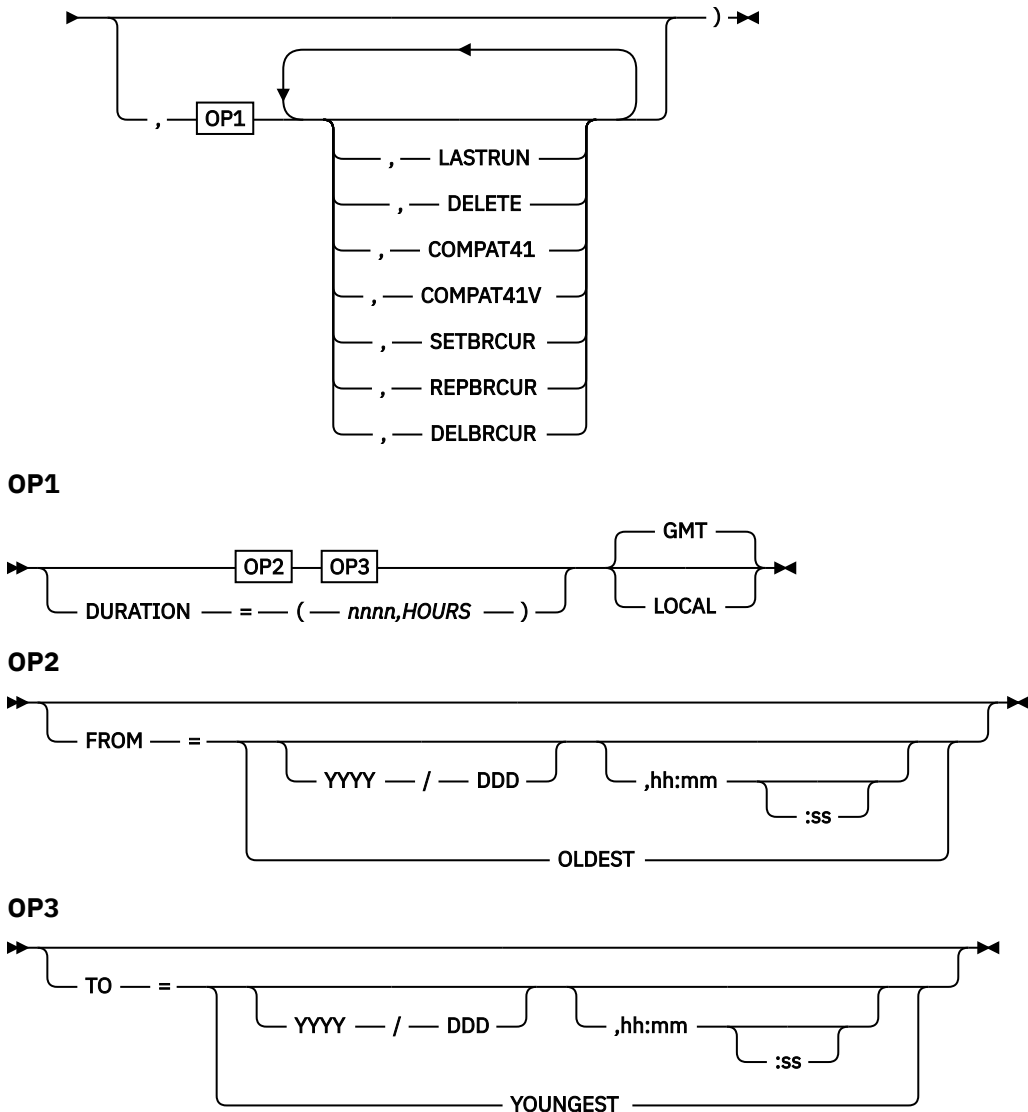 )
, OP1
, LASTRUN
, DELETE
, COMPAT41
, COMPAT41V
, SETBRCUR
, REPBRCUR
, DELBRCUR
OP1
GMT
OP2 OP3
DURATION = ( nnnn,HOURS ) LOCAL
OP2
FROM =
YYYY / DDD ,hh:mm
:ss
OLDEST
OP3
TO =
YYYY / DDD ,hh:mm
:ss
YOUNGEST